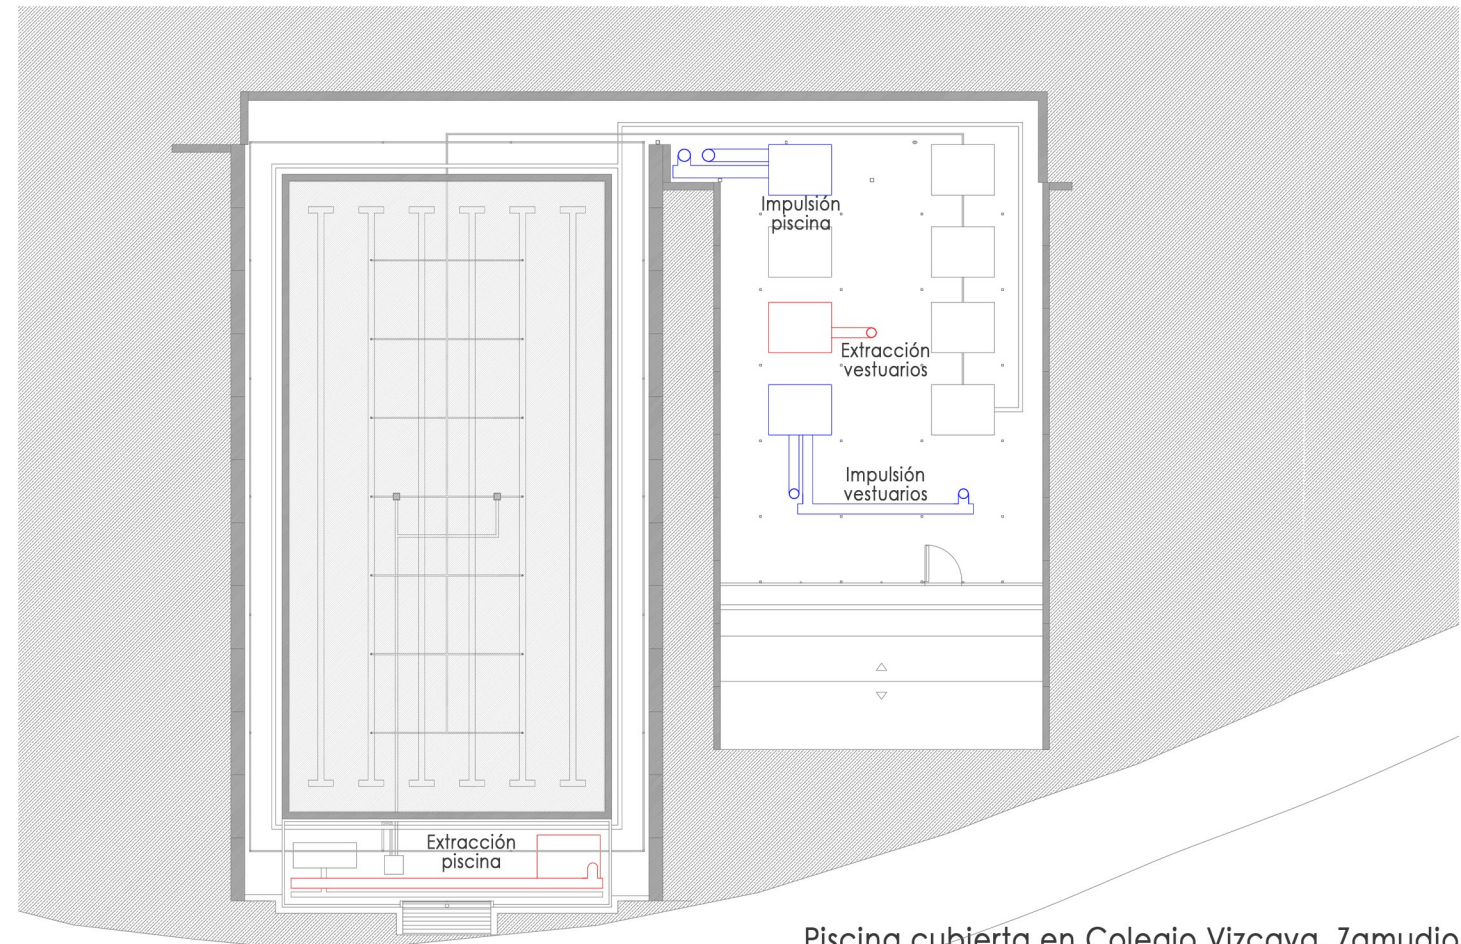 Impulsión
piscina
Extracción
vestuarios
Impulsión
vestuarios
Extracción
piscina
Piscina cubierta en Colegio Vizcaya. Zamudio